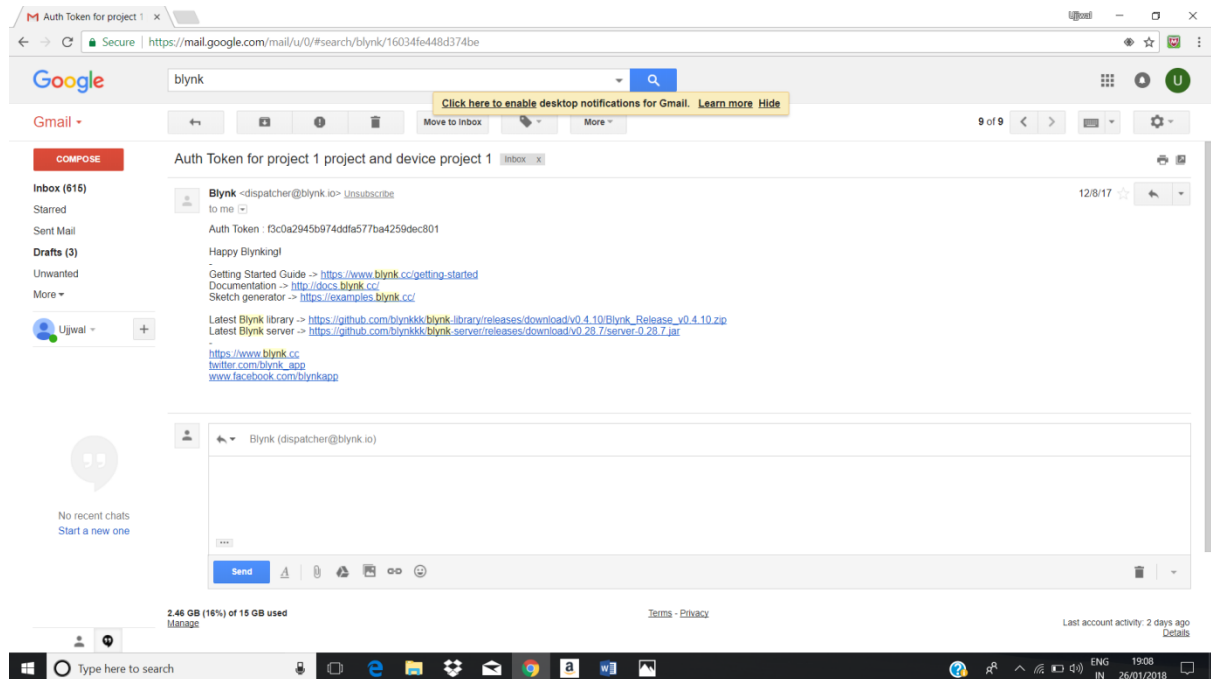 Auth Token for project 1 x
Ujjwal
Secure | https://mail.google.com/mail/u/0/#search/blynk/16034fe448d374be
Google
blynk
U
Click here to enable desktop notifications for Gmail. Learn more Hide
Gmail
Move to Inbox
More
9 of 9
COMPOSE
Auth Token for project 1 project and device project 1 Inbox x
Inbox (615)
Starred
Sent Mail
Drafts (3)
Unwanted
More
Ujjwal
+
Blynk <dispatcher@blynk.io> Unsubscribe
12/8/17
to me
Auth Token : f3c0a2945b974ddfa577ba4259dec801
Happy Blynking!
-
Getting Started Guide -> https://www.blynk.cc/getting-started
Documentation -> http://docs.blynk.cc/
Sketch generator -> https://examples.blynk.cc/
Latest Blynk library -> https://github.com/blynkkk/blynk-library/releases/download/v0.4.10/Blynk_Release_v0.4.10.zip
Latest Blynk server -> https://github.com/blynkkk/blynk-server/releases/download/v0.28.7/server-0.28.7.jar
-
https://www.blynk.cc
twitter.com/blynk_app
www.facebook.com/blynkapp
Blynk (dispatcher@blynk.io)
No recent chats
Start a new one
Send
2.46 GB (16%) of 15 GB used
Manage
Terms - Privacy
Last account activity: 2 days ago
Details
Type here to search
a
ENG
IN
19:08
26/01/2018